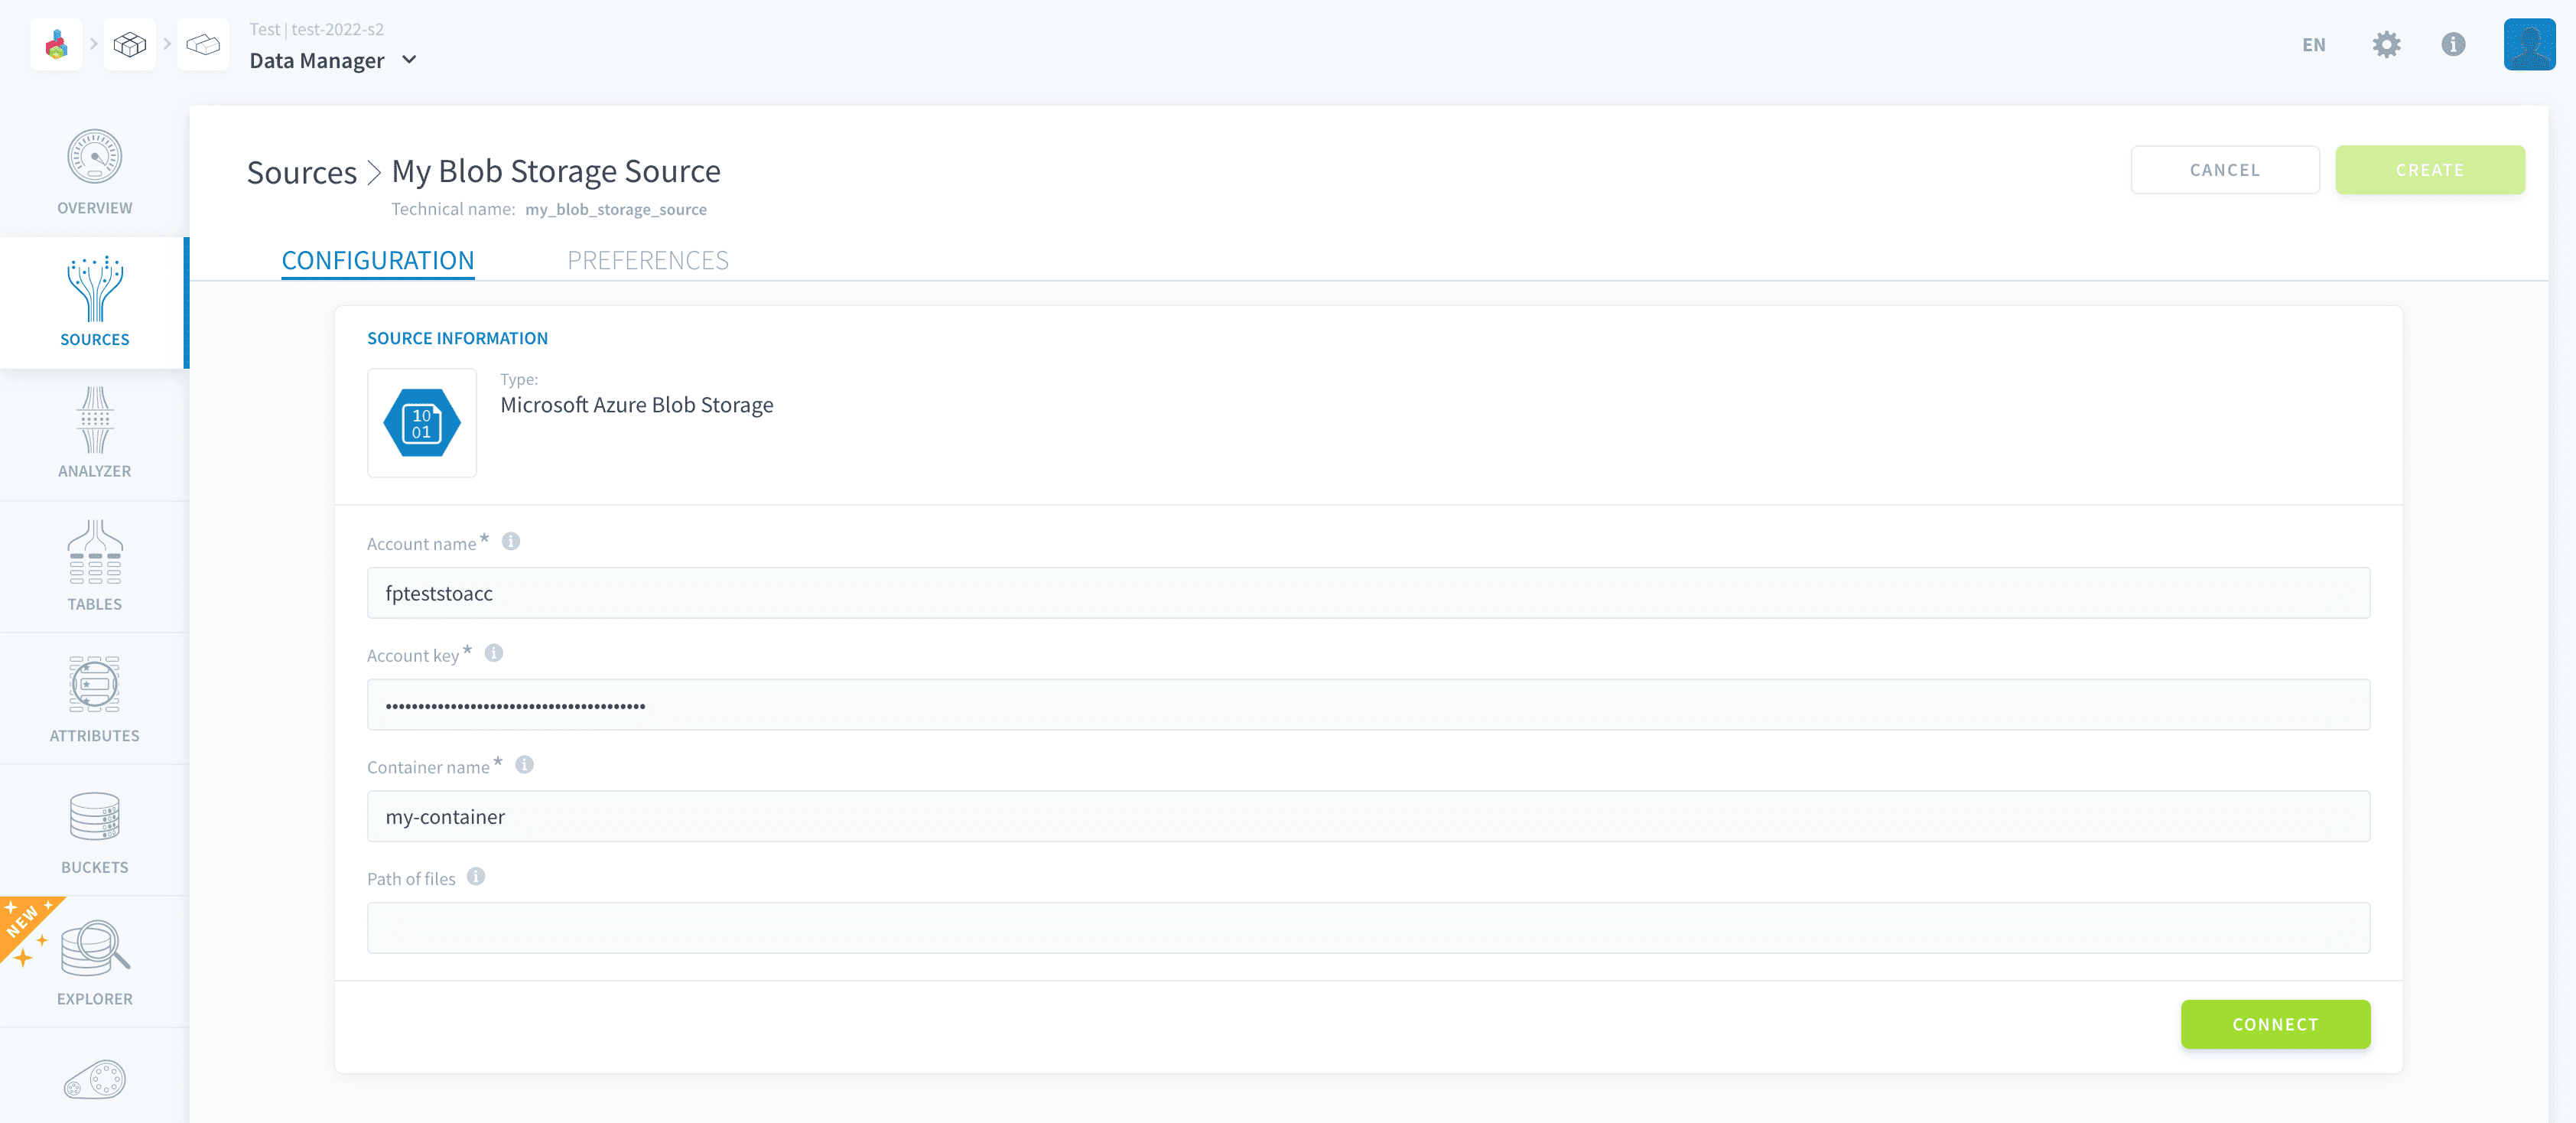 Test | test-2022-s2
Data Manager
EN
OVERVIEW
SOURCES
ANALYZER
TABLES
ATTRIBUTES
BUCKETS
NEW
EXPLORER
Sources > My Blob Storage Source
Technical name: my_blob_storage_source
CANCEL
CREATE
CONFIGURATION
PREFERENCES
SOURCE INFORMATION
10
01
Type:
Microsoft Azure Blob Storage
Account name*
fpteststoacc
Account key*
••••••••••••••••••••••••••••••••••••••••
Container name*
my-container
Path of files
CONNECT